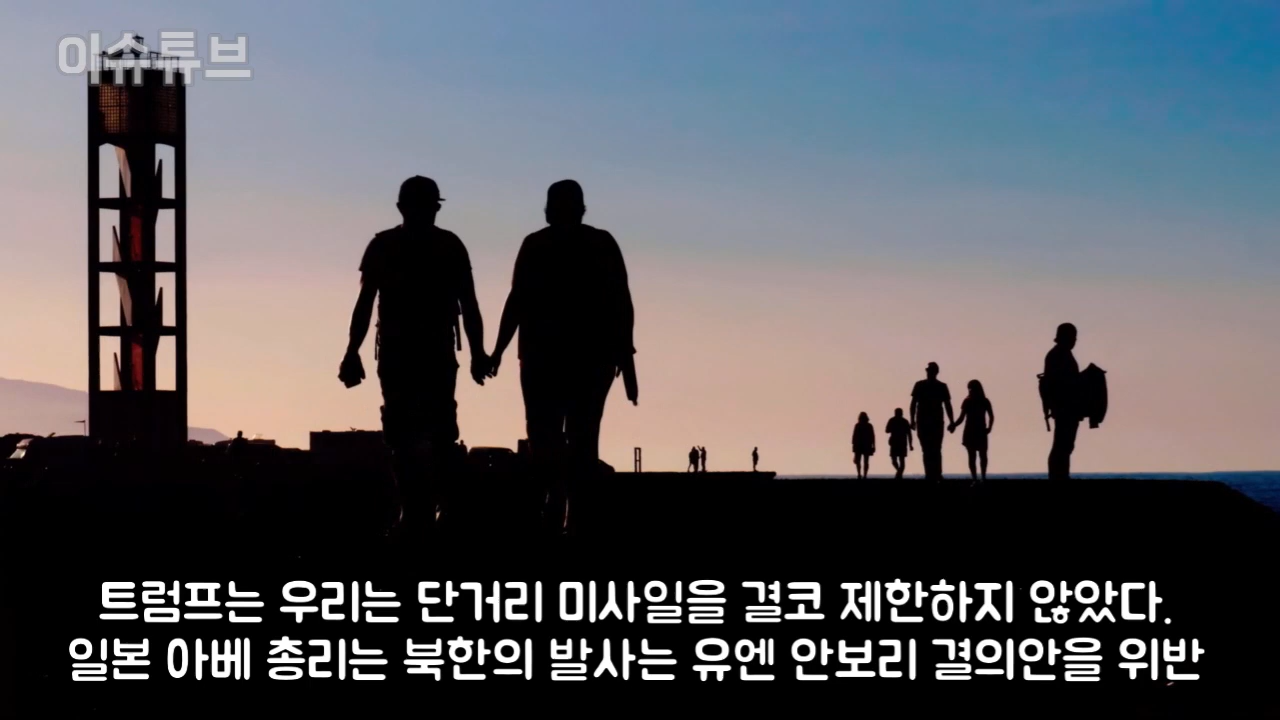 이슈튜브
트럼프는 우리는 단거리 미사일을 결코 제한하지 않았다.
일본 아베 총리는 북한의 발사는 유엔 안보리 결의안을 위반